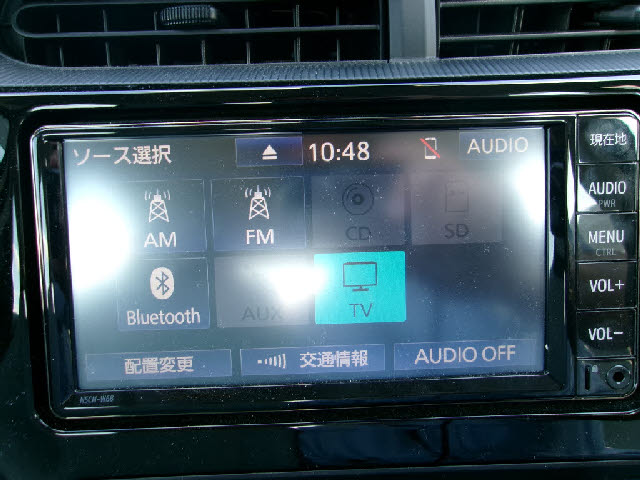 ソース選択 10:48 AUDIO
AM FM CD SD
Bluetooth AUX TV
配置変更 交通情報 AUDIO OFF
現在地
AUDIO
PWR
MENU
CTRL
VOL+
VOL-
NSCN-W68